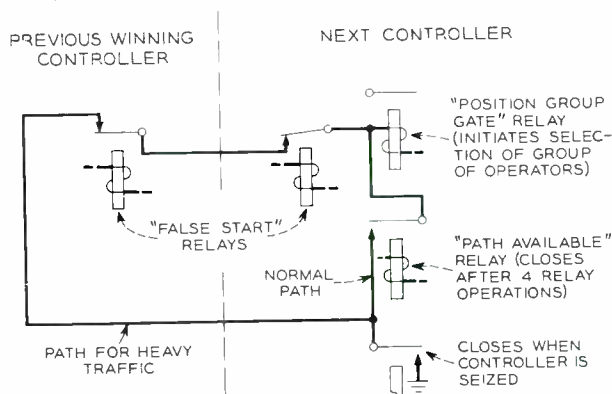 PREVIOUS WINNING
CONTROLLER
NEXT CONTROLLER
"POSITION GROUP
GATE" RELAY
(INITIATES SELEC-
TION OF GROUP
OF OPERATORS)
"FALSE START"
RELAYS
"PATH AVAILABLE"
RELAY (CLOSES
AFTER 4 RELAY
OPERATIONS)
NORMAL
PATH
PATH FOR HEAVY
TRAFFIC
CLOSES WHEN
CONTROLLER IS
SEIZED